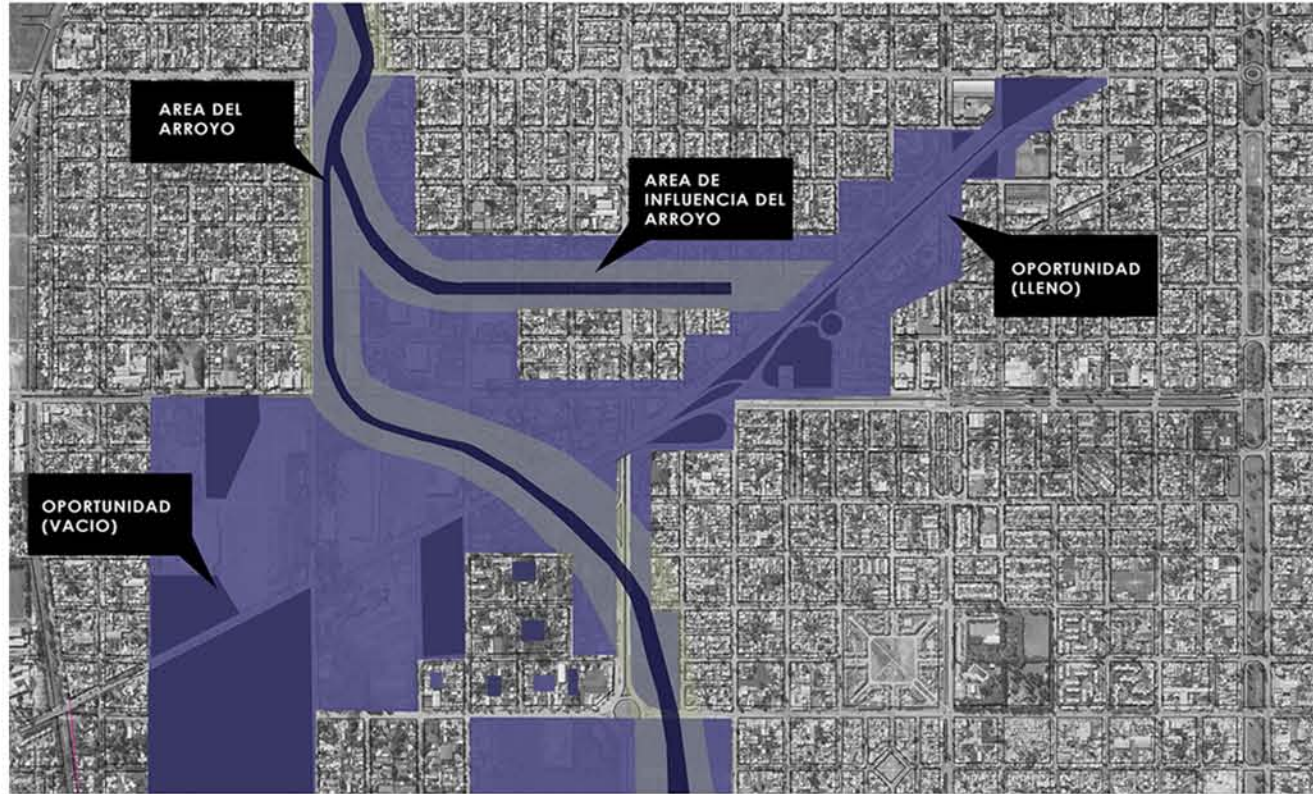 AREA DEL
ARROYO
AREA DE
INFLUENCIA DEL
ARROYO
OPORTUNIDAD
(LLENO)
OPORTUNIDAD
(VACIO)